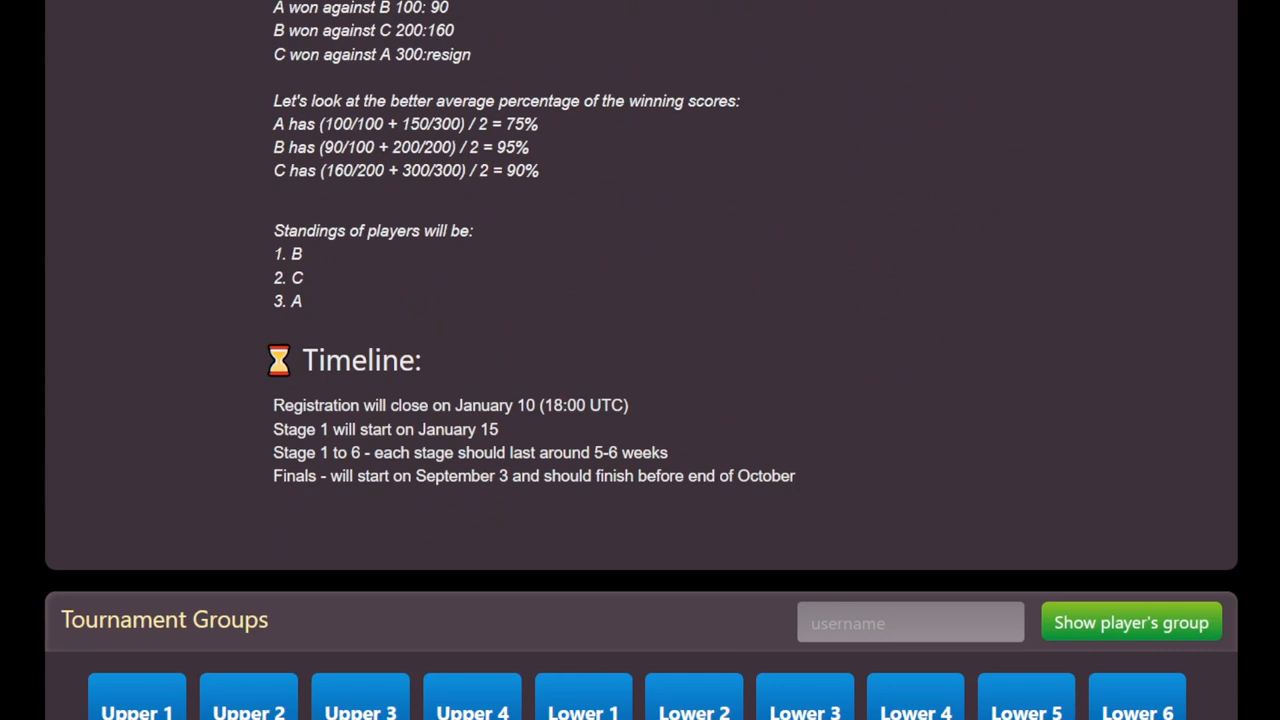 A won against B 100: 90
B won against C 200:160
C won against A 300:resign
Let's look at the better average percentage of the winning scores:
A has (100/100 + 150/300) / 2 = 75%
B has (90/100 + 200/200) / 2 = 95%
C has (160/200 + 300/300) / 2 = 90%
Standings of players will be:
1. B
2. C
3. A
Timeline:
Registration will close on January 10 (18:00 UTC)
Stage 1 will start on January 15
Stage 1 to 6 - each stage should last around 5-6 weeks
Finals - will start on September 3 and should finish before end of October
Tournament Groups
username
Show player's group
Upper 1 Upper 2 Upper 3 Upper 4 Lower 1 Lower 2 Lower 3 Lower 4 Lower 5 Lower 6